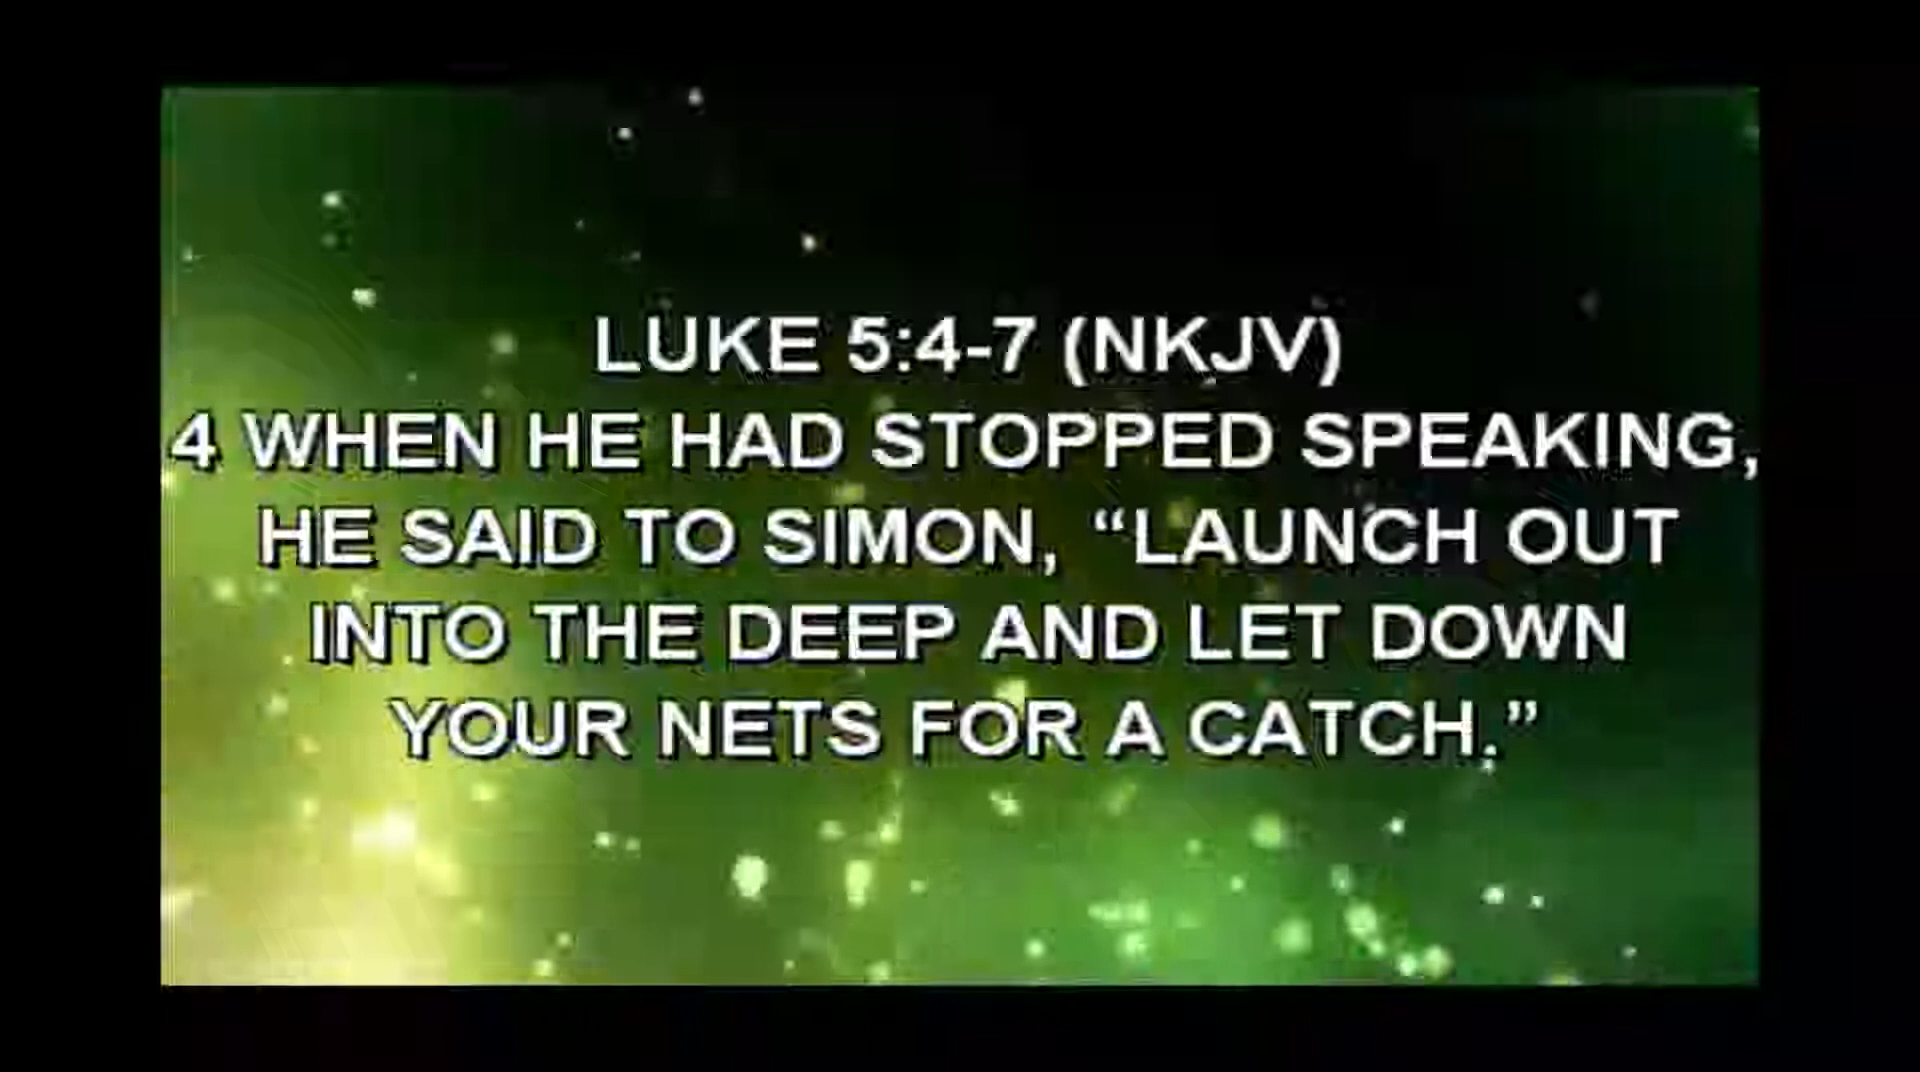 LUKE 5:4-7 (NKJV)
4 WHEN HE HAD STOPPED SPEAKING,
HE SAID TO SIMON, “LAUNCH OUT
INTO THE DEEP AND LET DOWN
YOUR NETS FOR A CATCH.”